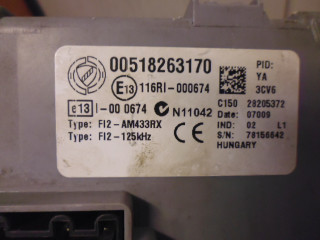 00518263170
PID:
YA
3CV6
E13 116RI-000674
e13 I-00 0674
N11042
C150 28205372
Date: 07009
Type: FI2-AM433RX
IND: 02 L1
Type: FI2-125kHz
S/N: 78156642
HUNGARY